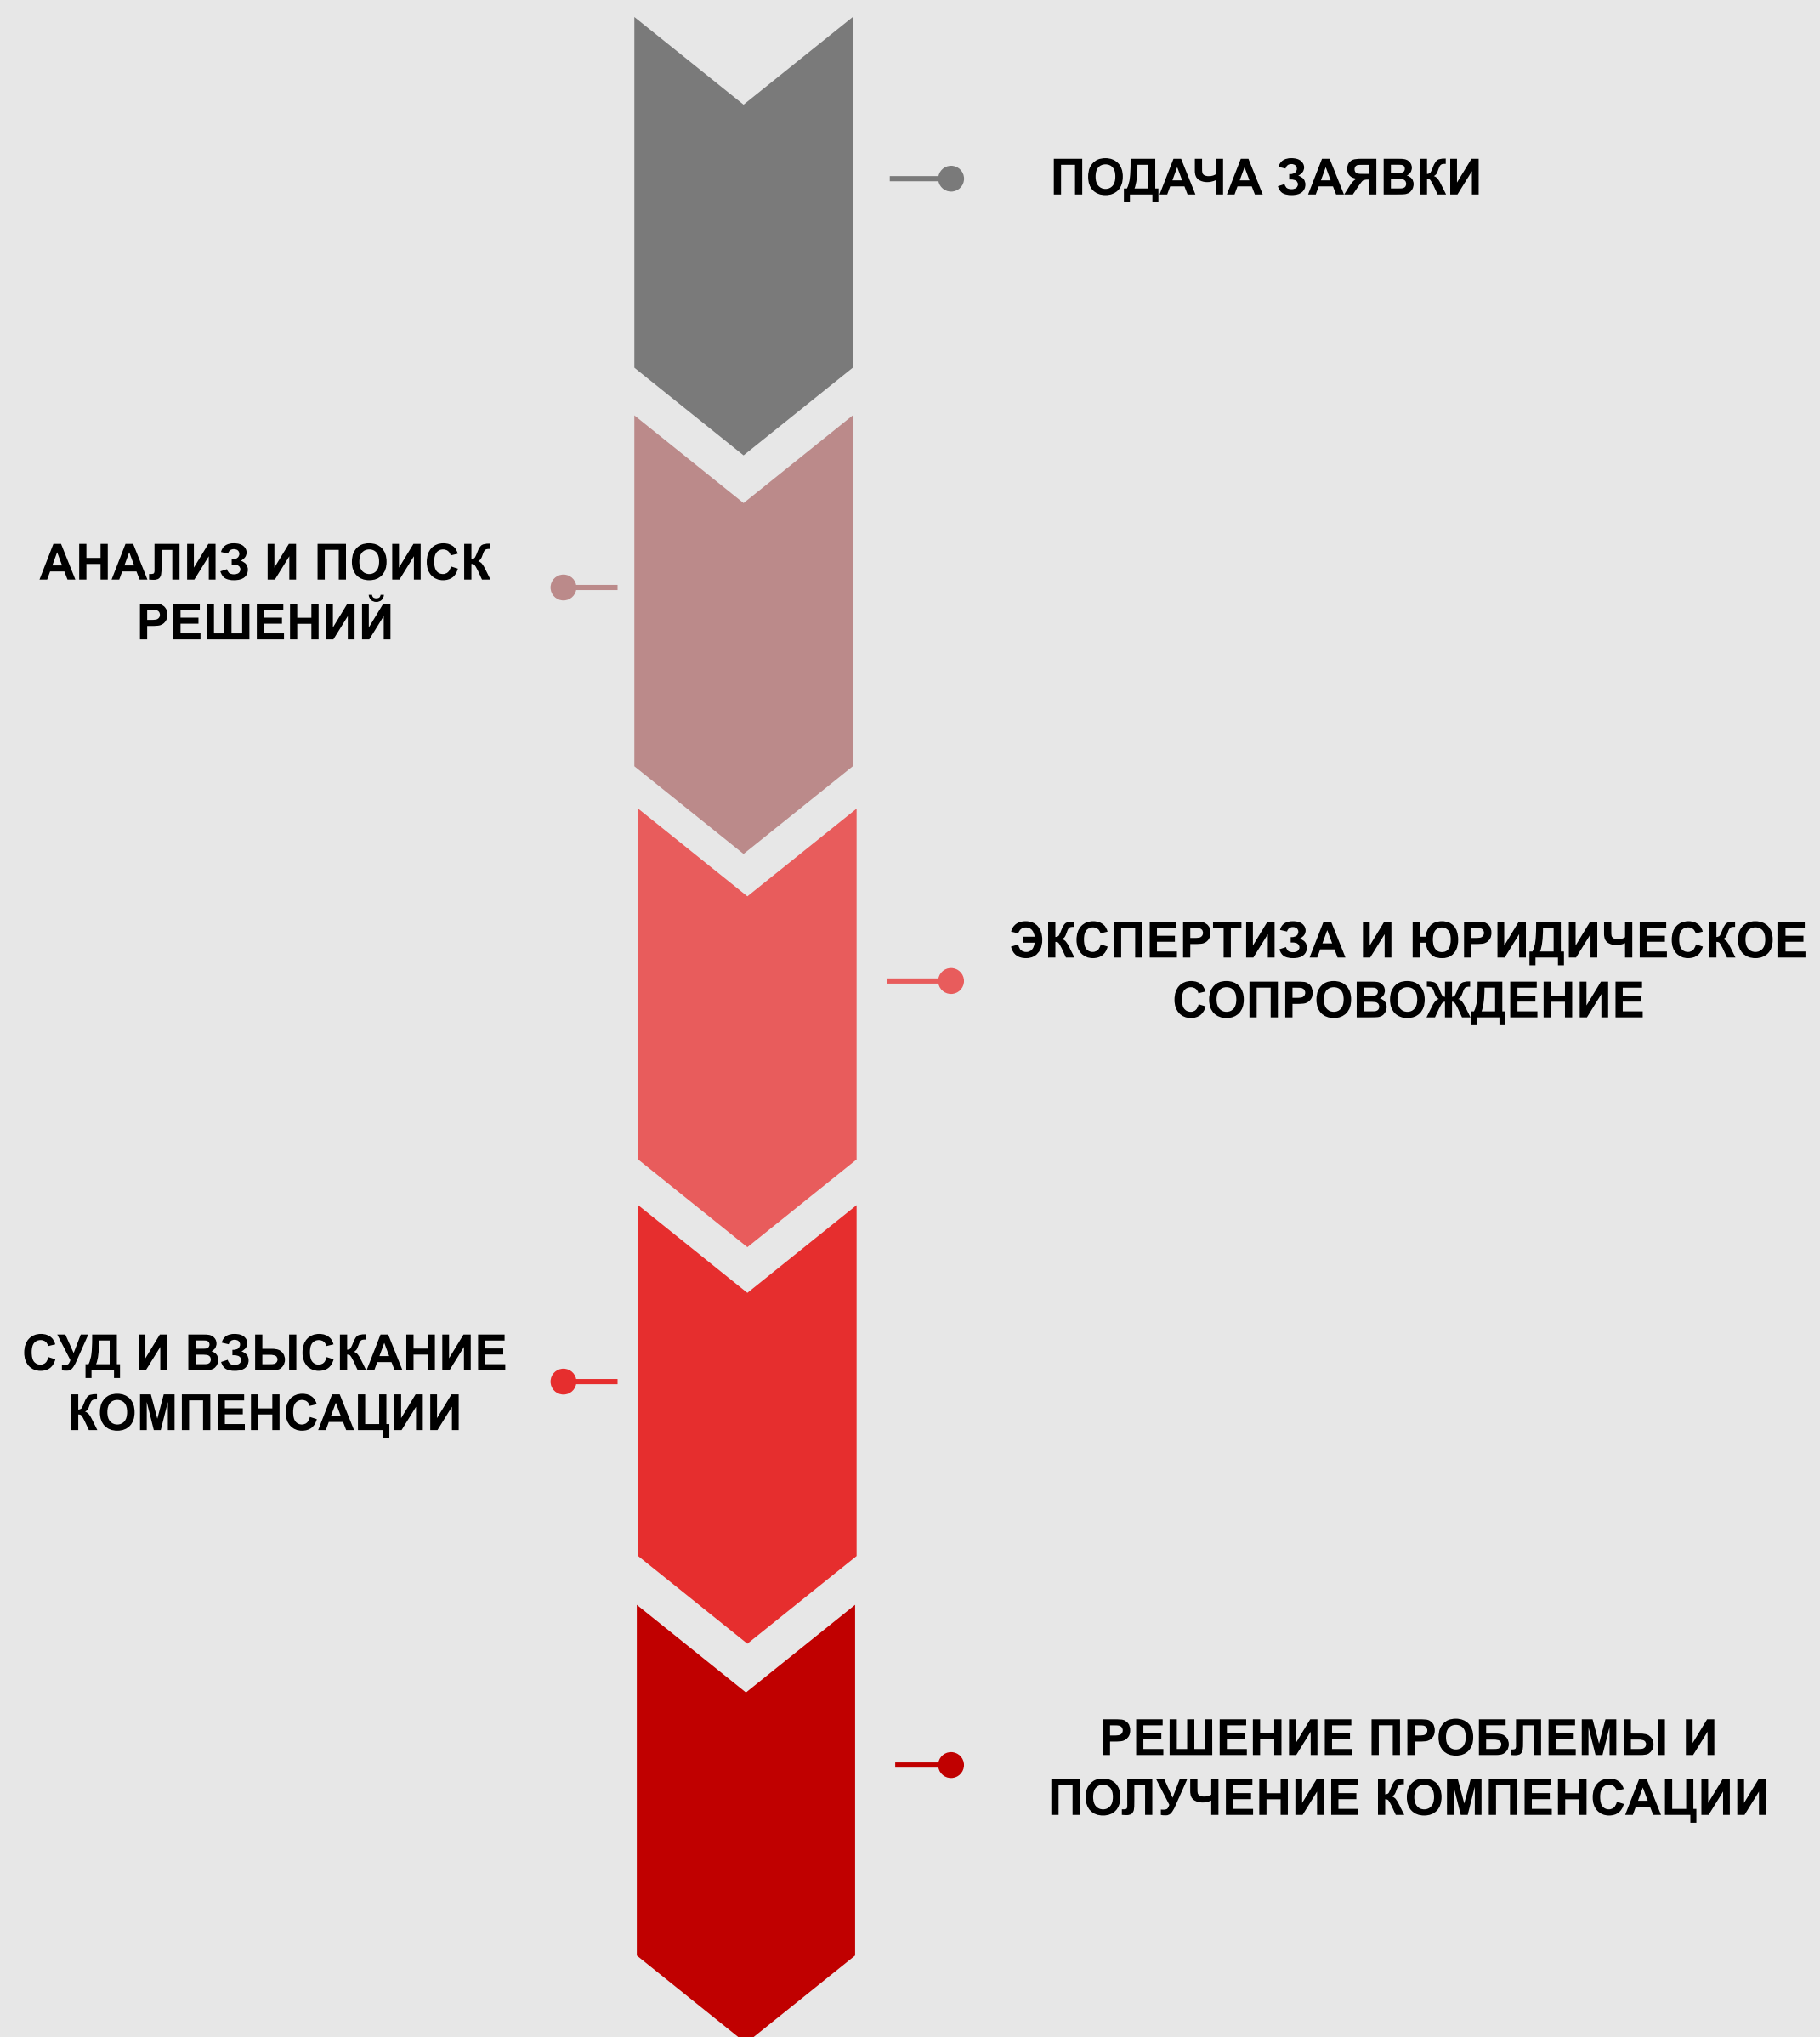 ПОДАЧА ЗАЯВКИ
АНАЛИЗ И ПОИСК
РЕШЕНИЙ
ЭКСПЕРТИЗА И ЮРИДИЧЕСКОЕ
СОПРОВОЖДЕНИЕ
СУД И ВЗЫСКАНИЕ
КОМПЕНСАЦИИ
РЕШЕНИЕ ПРОБЛЕМЫ И
ПОЛУЧЕНИЕ КОМПЕНСАЦИИ